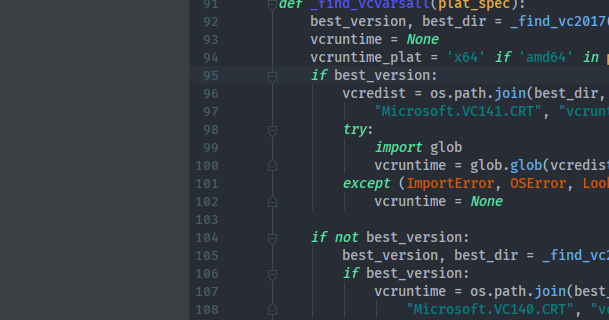 91 def _find_vcvarsall(plat_spec):
92 best_version, best_dir = _find_vc2017(
93 vcruntime = None
94 vcruntime_plat = 'x64' if 'amd64' in
95 if best_version:
96 vcredist = os.path.join(best_dir,
97 "Microsoft.VC141.CRT", "vcrun
98 try:
99 import glob
100 vcruntime = glob.glob(vcredist
101 except (ImportError, OSError, Look
102 vcruntime = None
103
104 if not best_version:
105 best_version, best_dir = _find_vc2
106 if best_version:
107 vcruntime = os.path.join(best_
108 "Microsoft.VC140.CRT", "vc